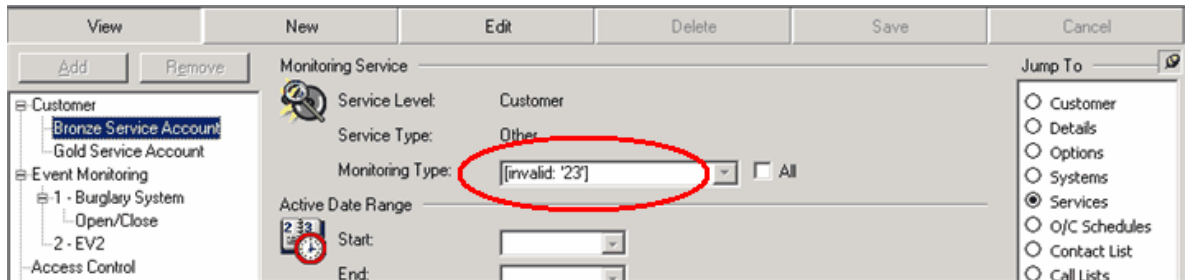 View New Edit Delete Save Cancel
Add Remove
Customer
Bronze Service Account
Gold Service Account
Event Monitoring
1 - Burglary System
Open/Close
2 - EV2
Access Control
Monitoring Service
Service Level: Customer
Service Type: Other
Monitoring Type: [invalid: '23'] All
Active Date Range
Start:
End:
Jump To
Customer
Details
Options
Systems
Services
O/C Schedules
Contact List
Call Lists